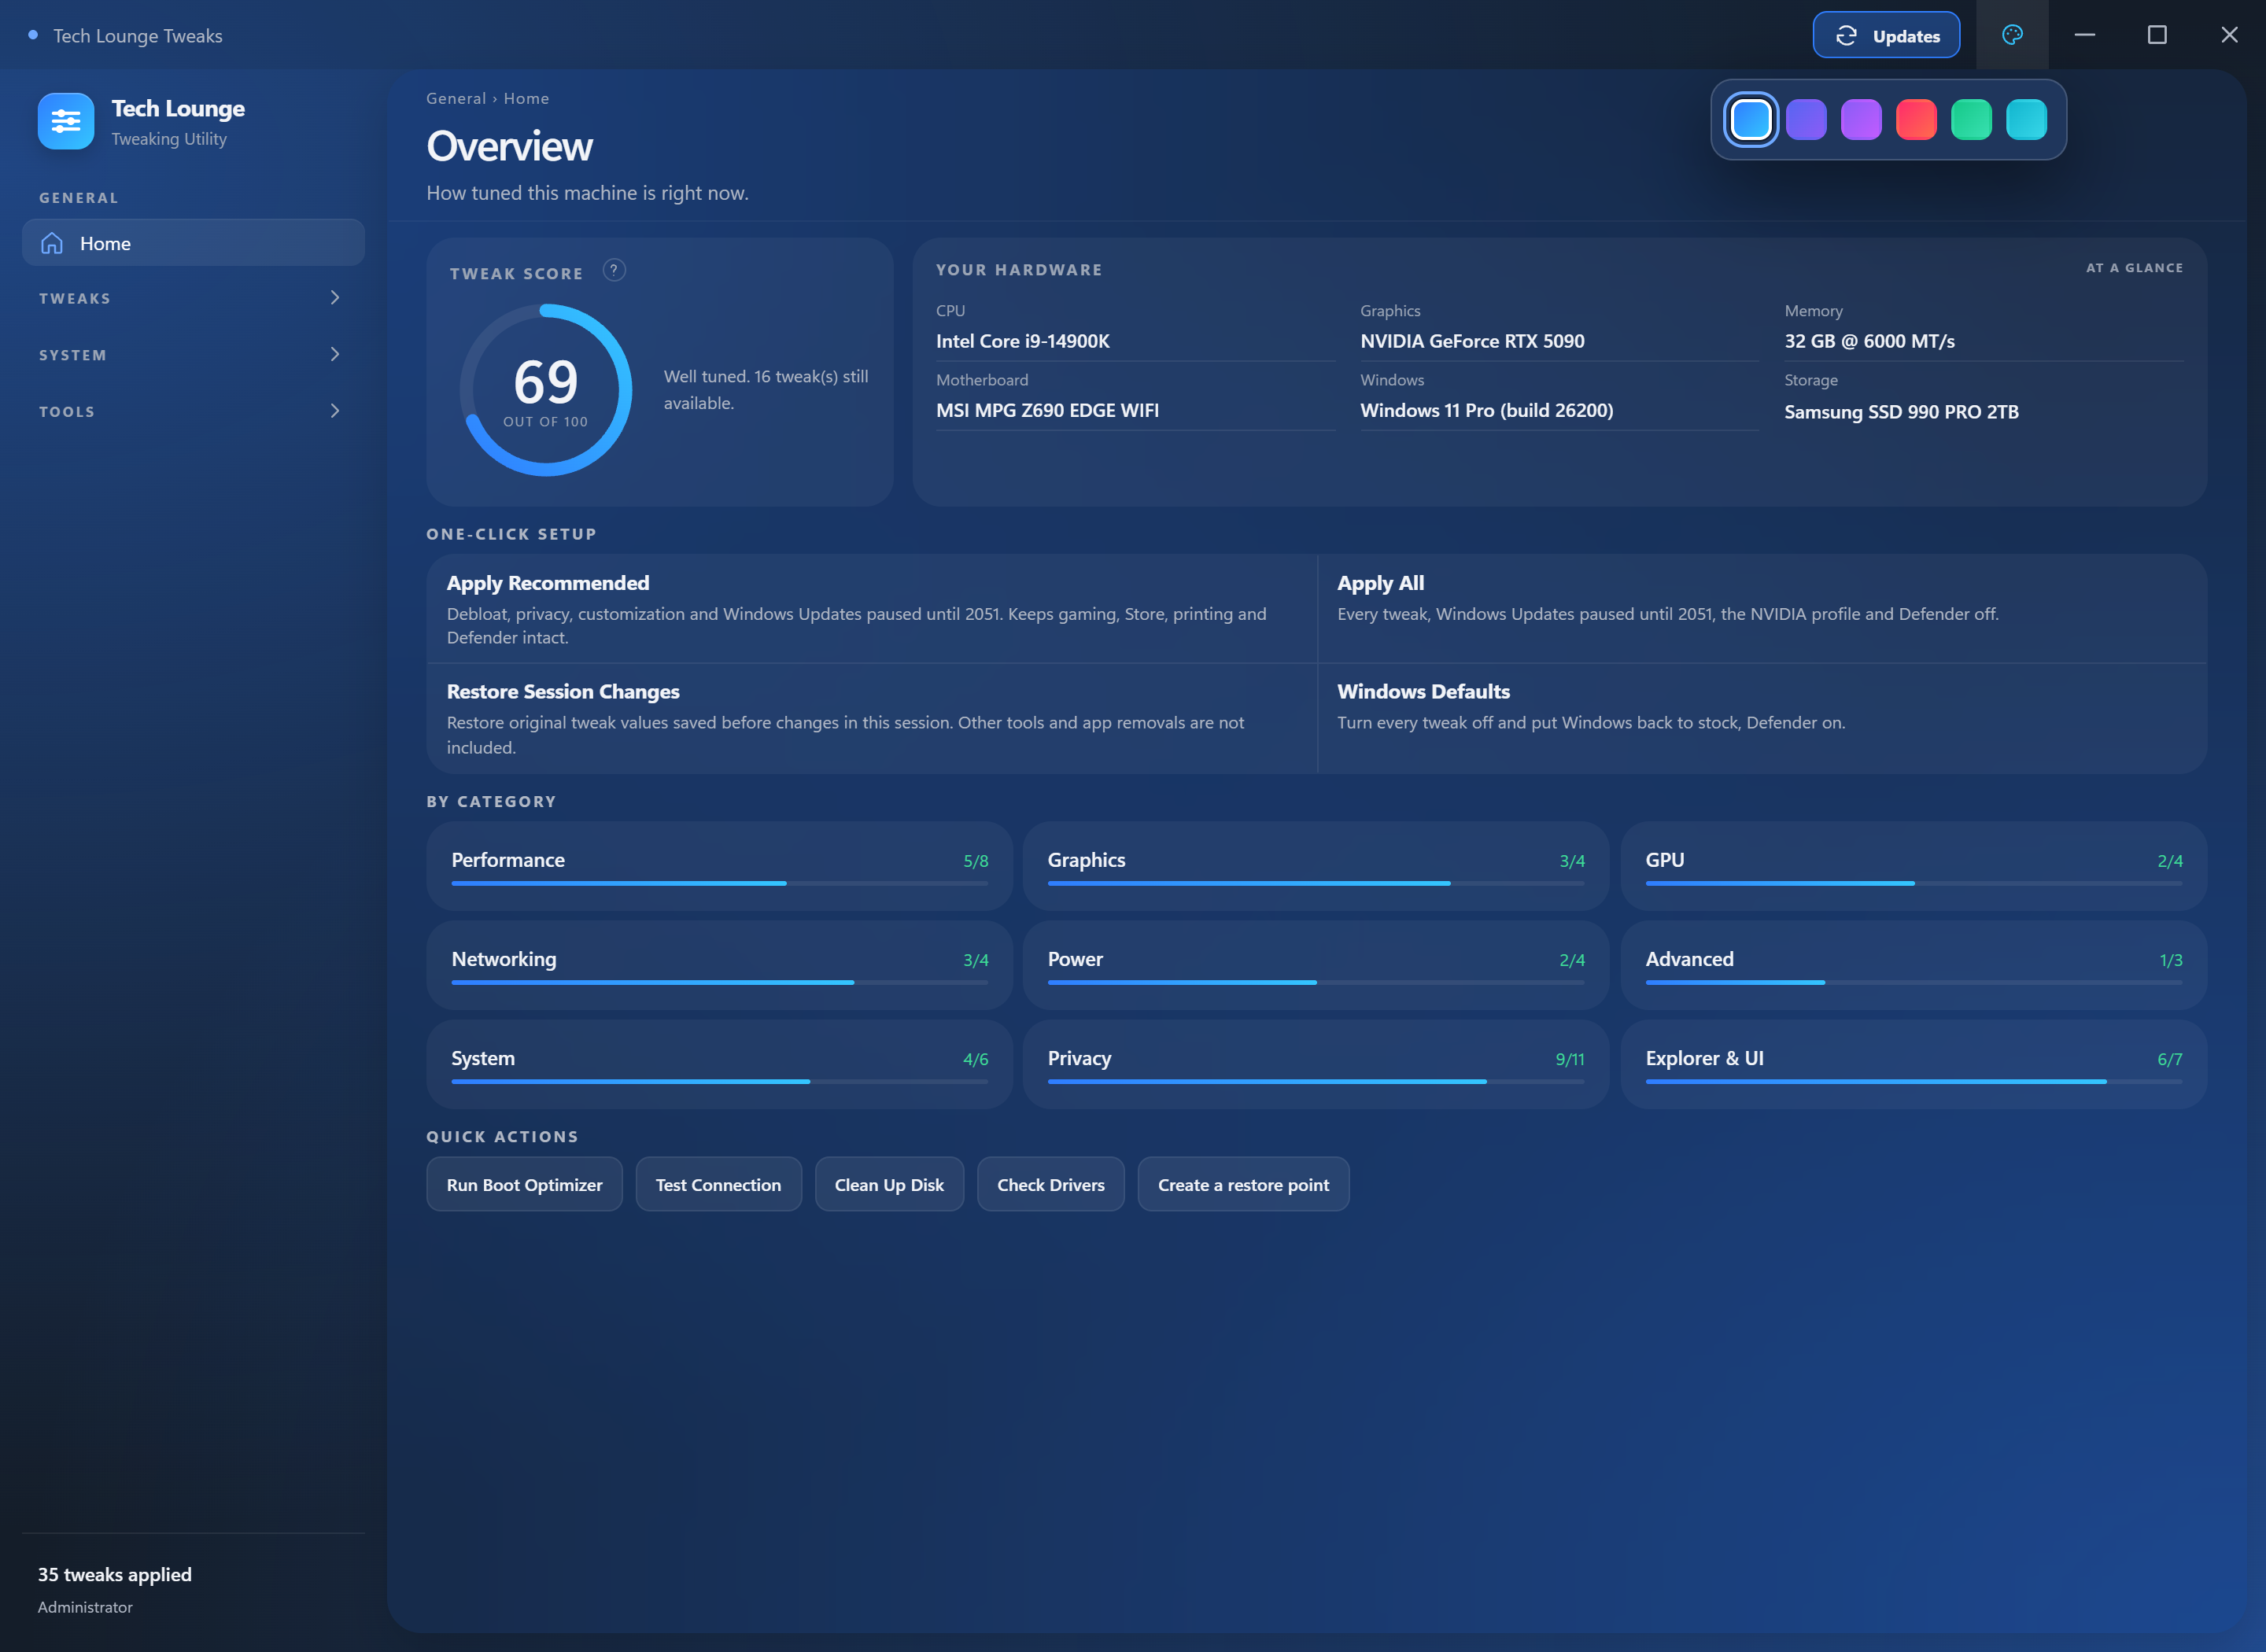 Tech Lounge Tweaks
Updates
Tech Lounge
Tweaking Utility
GENERAL
Home
TWEAKS
SYSTEM
TOOLS
35 tweaks applied
Administrator
General › Home
Overview
How tuned this machine is right now.
TWEAK SCORE ?
69
OUT OF 100
Well tuned. 16 tweak(s) still
available.
YOUR HARDWARE
AT A GLANCE
CPU
Intel Core i9-14900K
Graphics
NVIDIA GeForce RTX 5090
Memory
32 GB @ 6000 MT/s
Motherboard
MSI MPG Z690 EDGE WIFI
Windows
Windows 11 Pro (build 26200)
Storage
Samsung SSD 990 PRO 2TB
ONE-CLICK SETUP
Apply Recommended
Debloat, privacy, customization and Windows Updates paused until 2051. Keeps gaming, Store, printing and
Defender intact.
Apply All
Every tweak, Windows Updates paused until 2051, the NVIDIA profile and Defender off.
Restore Session Changes
Restore original tweak values saved before changes in this session. Other tools and app removals are not
included.
Windows Defaults
Turn every tweak off and put Windows back to stock, Defender on.
BY CATEGORY
Performance 5/8
Graphics 3/4
GPU 2/4
Networking 3/4
Power 2/4
Advanced 1/3
System 4/6
Privacy 9/11
Explorer & UI 6/7
QUICK ACTIONS
Run Boot Optimizer
Test Connection
Clean Up Disk
Check Drivers
Create a restore point